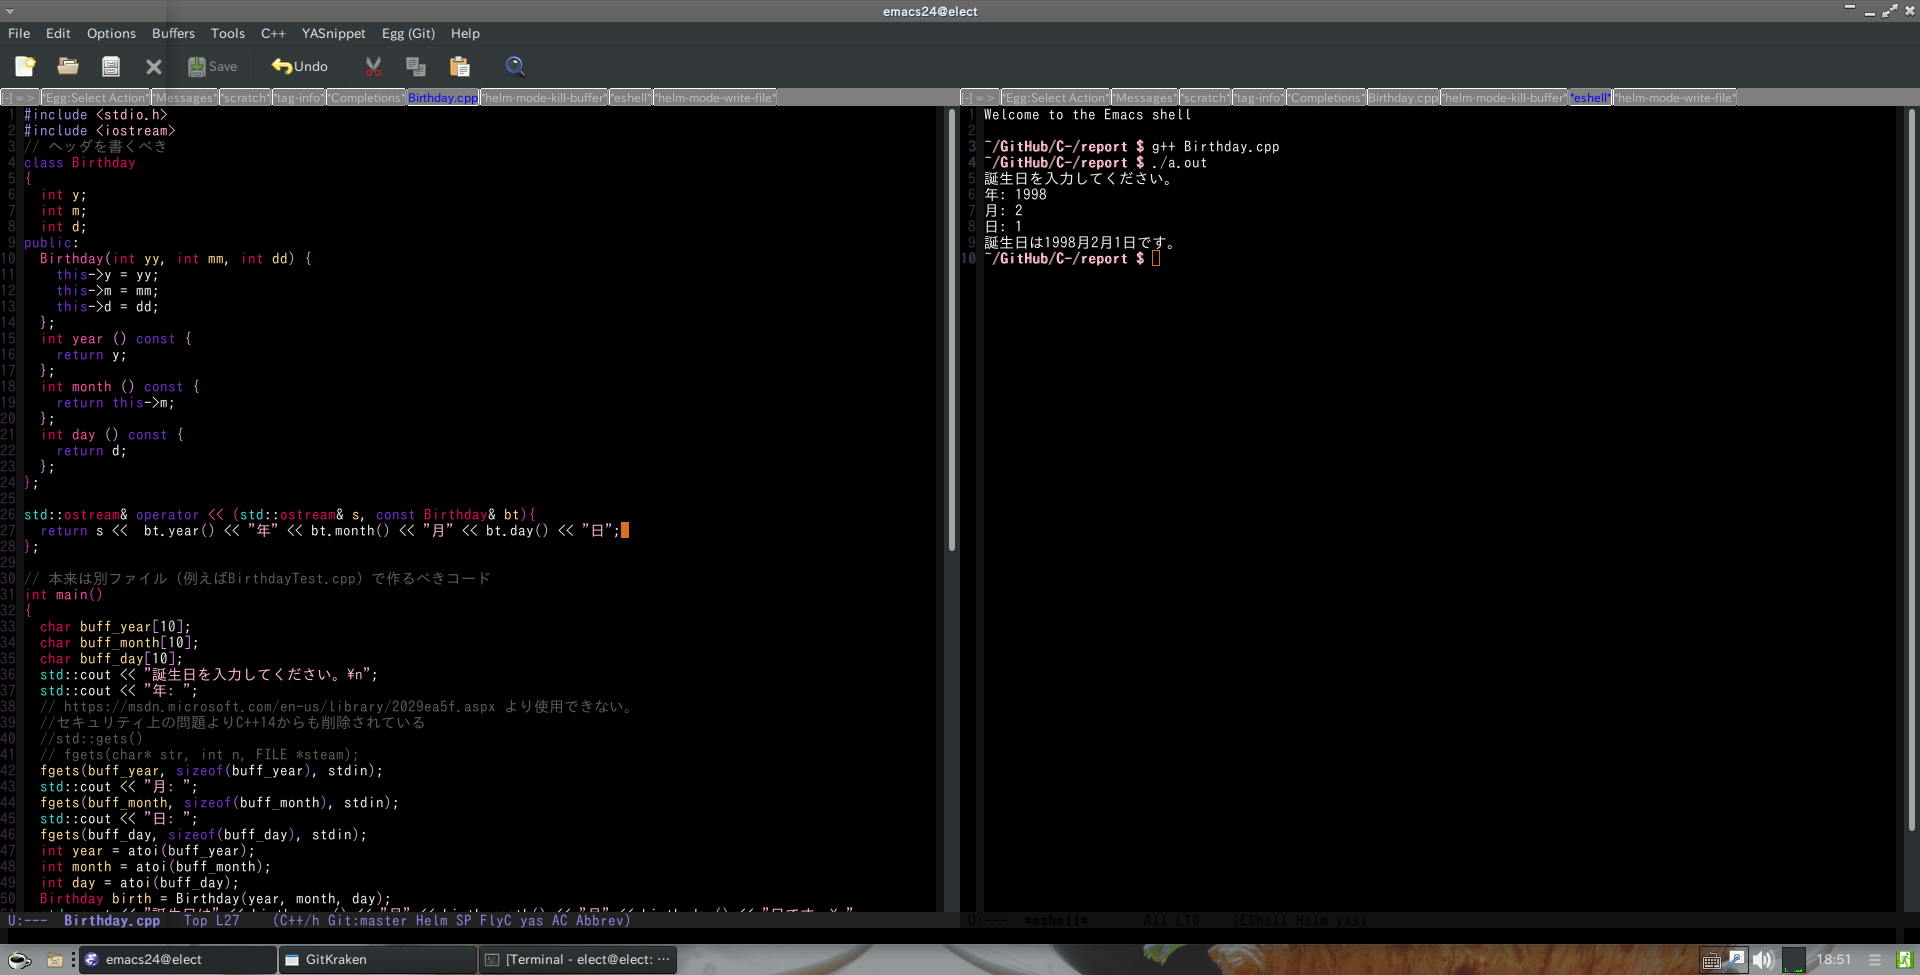 emacs24@elect
File Edit Options Buffers Tools C++ YASnippet Egg (Git) Help
Save Undo
[-] = > *Egg:Select Action* *Messages* *scratch* *tag-info* *Completions* Birthday.cpp *helm-mode-kill-buffer* *eshell* *helm-mode-write-file*
1 #include <stdio.h>
2 #include <iostream>
3 // ヘッダを書くべき
4 class Birthday
5 {
6 int y;
7 int m;
8 int d;
9 public:
10 Birthday(int yy, int mm, int dd) {
11 this->y = yy;
12 this->m = mm;
13 this->d = dd;
14 };
15 int year () const {
16 return y;
17 };
18 int month () const {
19 return this->m;
20 };
21 int day () const {
22 return d;
23 };
24 };
25
26 std::ostream& operator << (std::ostream& s, const Birthday& bt){
27 return s <<  bt.year() << "年" << bt.month() << "月" << bt.day() << "日";
28 };
29
30 // 本来は別ファイル（例えばBirthdayTest.cpp）で作るべきコード
31 int main()
32 {
33 char buff_year[10];
34 char buff_month[10];
35 char buff_day[10];
36 std::cout << "誕生日を入力してください。¥n";
37 std::cout << "年: ";
38 // https://msdn.microsoft.com/en-us/library/2029ea5f.aspx より使用できない。
39 //セキュリティ上の問題よりC++14からも削除されている
40 //std::gets()
41 // fgets(char* str, int n, FILE *steam);
42 fgets(buff_year, sizeof(buff_year), stdin);
43 std::cout << "月: ";
44 fgets(buff_month, sizeof(buff_month), stdin);
45 std::cout << "日: ";
46 fgets(buff_day, sizeof(buff_day), stdin);
47 int year = atoi(buff_year);
48 int month = atoi(buff_month);
49 int day = atoi(buff_day);
50 Birthday birth = Birthday(year, month, day);
U:--- Birthday.cpp Top L27 (C++/h Git:master Helm SP FlyC yas AC Abbrev)
[-] = > *Egg:Select Action* *Messages* *scratch* *tag-info* *Completions* Birthday.cpp *helm-mode-kill-buffer* *eshell* *helm-mode-write-file*
1 Welcome to the Emacs shell
2
3 ~/GitHub/C-/report $ g++ Birthday.cpp
4 ~/GitHub/C-/report $ ./a.out
5 誕生日を入力してください。
6 年: 1998
7 月: 2
8 日: 1
9 誕生日は1998月2月1日です。
10 ~/GitHub/C-/report $
U:--- *eshell* All L10 (EShell Helm yas)
emacs24@elect
GitKraken
[Terminal - elect@elect: ...
18:51